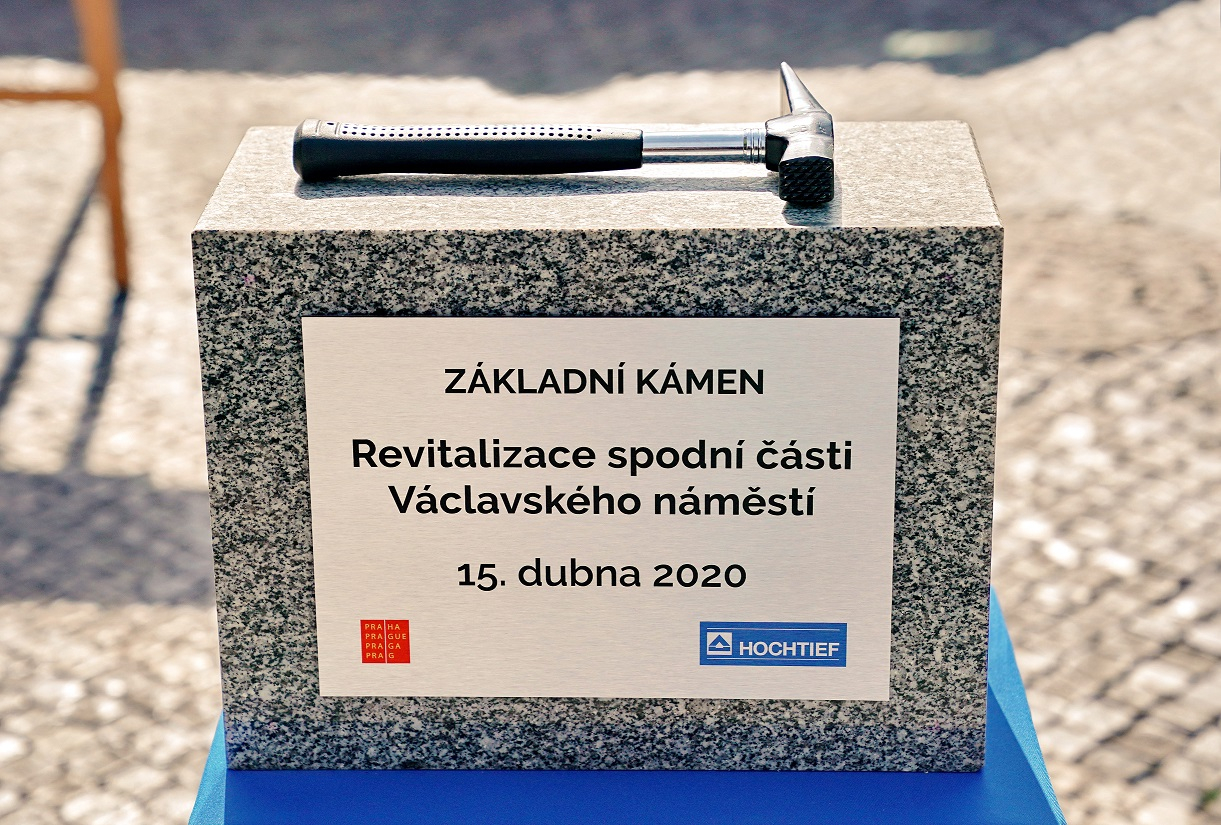 ZÁKLADNÍ KÁMEN
Revitalizace spodní části
Václavského náměstí
15. dubna 2020
PRAHA
PRAGUE
PRAGA
PRAG
HOCHTIEF